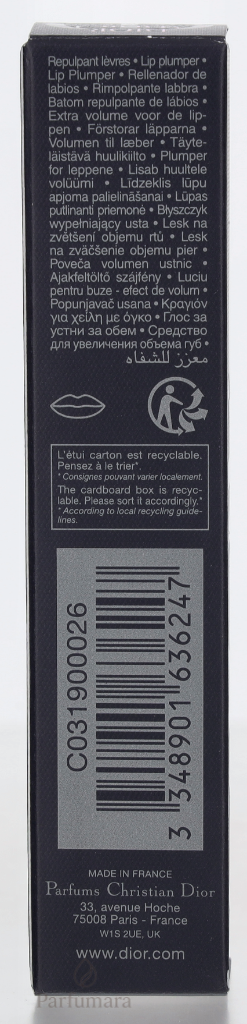 Repulpant lèvres • Lip plumper •
Lip Plumper • Rellenador de
labios • Rimpolpante labbra •
Batom repulpante de lábios •
Extra volume voor de lip-
pen • Förstorar läpparna •
Volumen til læber • Täyte-
läistävä huulikiilto • Plumper
for leppene • Lisab huultele
volüümi • Līdzeklis lūpu
apjoma palielināšanai • Lūpas
putlinanti priemonė • Błyszczyk
wypełniający usta • Lesk na
zvětšení objemu rtů • Lesk
na zväčšenie objemu pier •
Poveča volumen ustnic •
Ajakfeltöltő szájfény • Luciu
pentru buze - efect de volum •
Popunjavač usana • Κραγιόν
για χείλη με όγκο • Глос за
устни за обем • Средство
для увеличения объема губ •
معزز للشفاه
L'étui carton est recyclable.
Pensez à le trier*.
* Consignes pouvant varier localement.
The cardboard box is recyc-
lable. Please sort it accordingly.*
* According to local recycling guide-
lines.
C031900026
3 348901 636247
MADE IN FRANCE
Parfums Christian Dior
33, avenue Hoche
75008 Paris - France
W1S 2UE, UK
www.dior.com
Parfumara